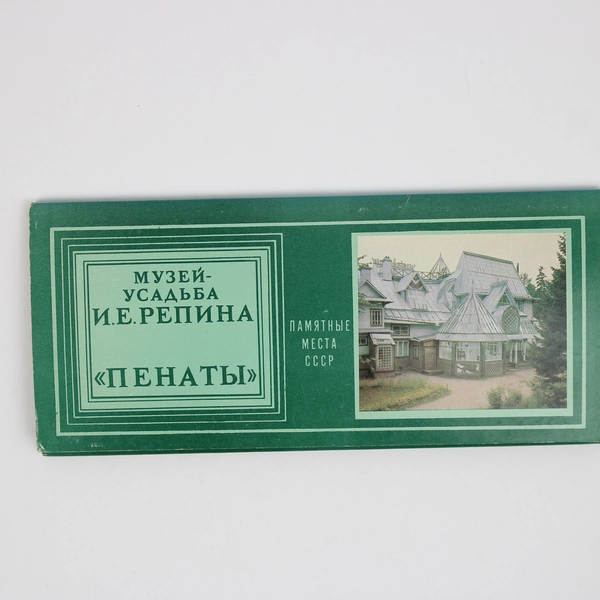 МУЗЕЙ-
УСАДЬБА
И.Е.РЕПИНА
«ПЕНАТЫ»
ПАМЯТНЫЕ
МЕСТА
СССР